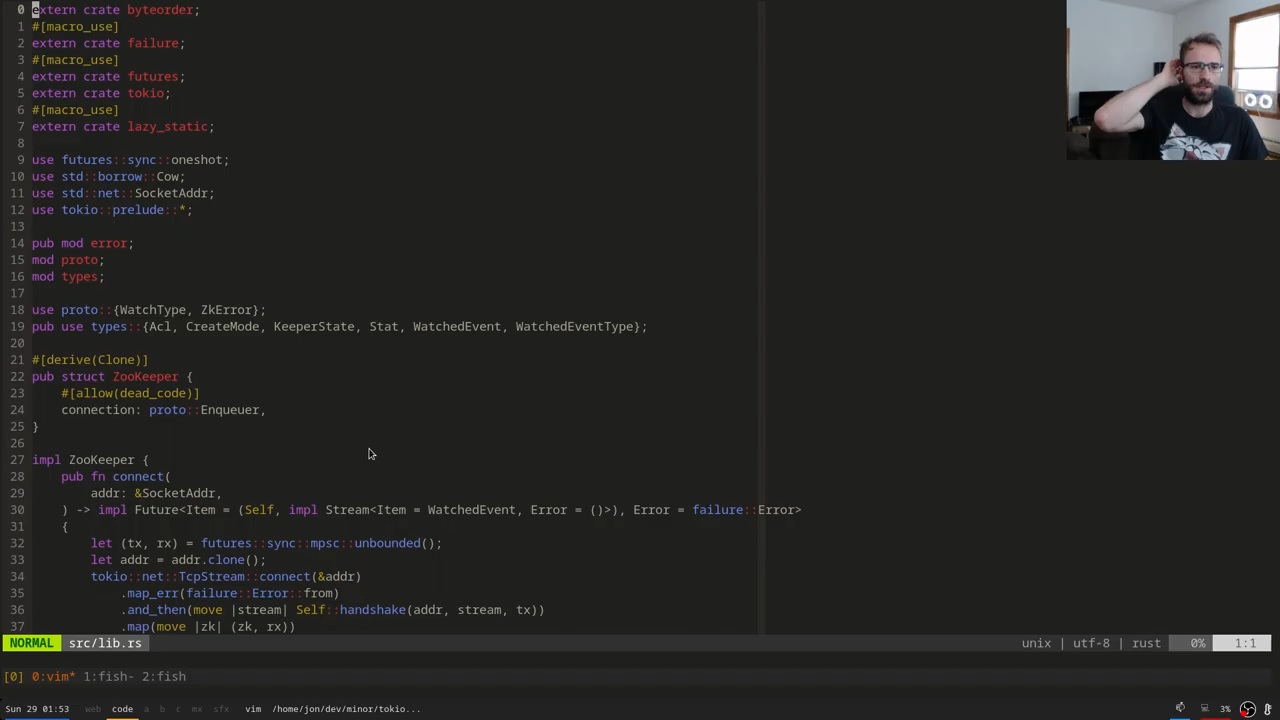 0 extern crate byteorder;
1 #[macro_use]
2 extern crate failure;
3 #[macro_use]
4 extern crate futures;
5 extern crate tokio;
6 #[macro_use]
7 extern crate lazy_static;
8
9 use futures::sync::oneshot;
10 use std::borrow::Cow;
11 use std::net::SocketAddr;
12 use tokio::prelude::*;
13
14 pub mod error;
15 mod proto;
16 mod types;
17
18 use proto::{WatchType, ZkError};
19 pub use types::{Acl, CreateMode, KeeperState, Stat, WatchedEvent, WatchedEventType};
20
21 #[derive(Clone)]
22 pub struct ZooKeeper {
23     #[allow(dead_code)]
24     connection: proto::Enqueuer,
25 }
26
27 impl ZooKeeper {
28     pub fn connect(
29         addr: &SocketAddr,
30     ) -> impl Future<Item = (Self, impl Stream<Item = WatchedEvent, Error = ()>), Error = failure::Error>
31     {
32         let (tx, rx) = futures::sync::mpsc::unbounded();
33         let addr = addr.clone();
34         tokio::net::TcpStream::connect(&addr)
35             .map_err(failure::Error::from)
36             .and_then(move |stream| Self::handshake(addr, stream, tx))
37             .map(move |zk| (zk, rx))
NORMAL src/lib.rs unix | utf-8 | rust 0% 1:1
[0] 0:vim* 1:fish- 2:fish
Sun 29 01:53 web code a b c mx sfx vim /home/jon/dev/minor/tokio... 3%